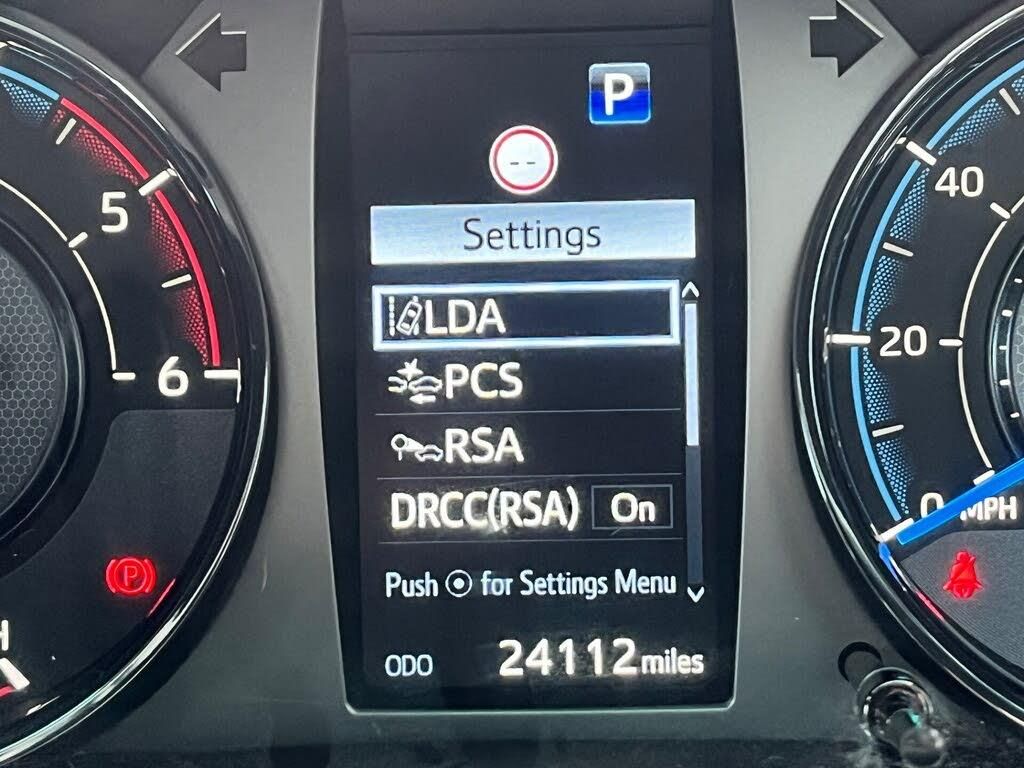 P
- -
Settings
LDA
PCS
RSA
DRCC(RSA) On
Push for Settings Menu
ODO 24112 miles
5
6
H
P
40
20
0 MPH